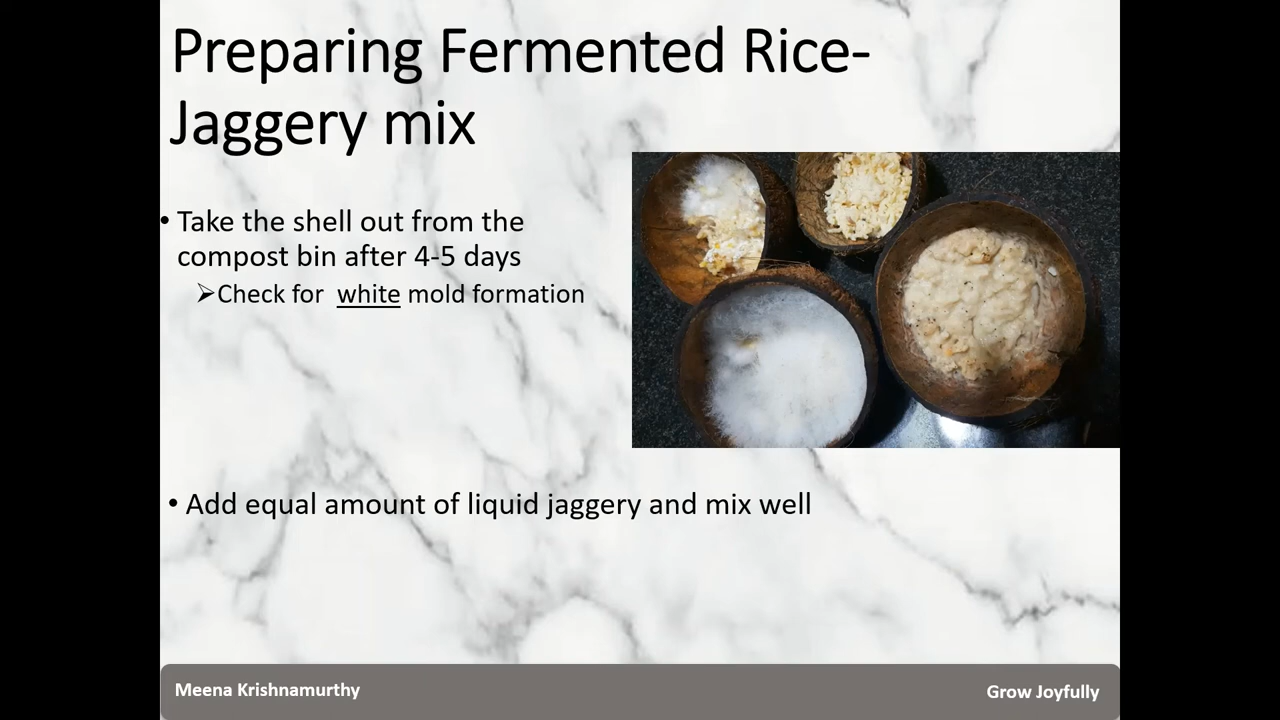 Preparing Fermented Rice-
Jaggery mix
• Take the shell out from the
compost bin after 4-5 days
➢Check for white mold formation
• Add equal amount of liquid jaggery and mix well
Meena Krishnamurthy
Grow Joyfully